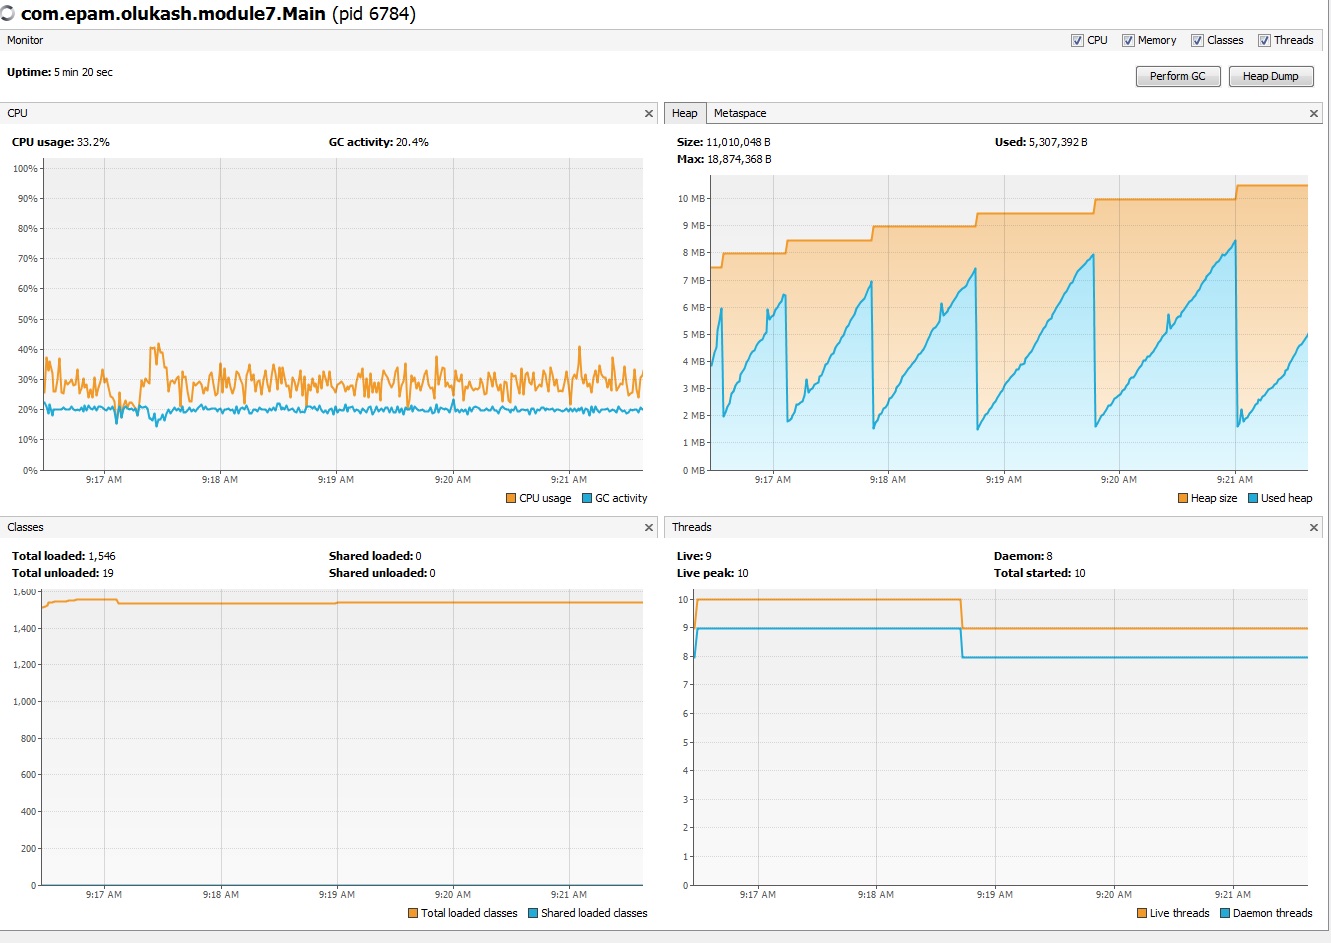 com.epam.olukash.module7.Main (pid 6784)
Monitor
CPU Memory Classes Threads
Uptime: 5 min 20 sec
Perform GC Heap Dump
CPU
CPU usage: 33.2% GC activity: 20.4%
100%
90%
80%
70%
60%
50%
40%
30%
20%
10%
0%
9:17 AM 9:18 AM 9:19 AM 9:20 AM 9:21 AM
CPU usage GC activity
Heap Metaspace
Size: 11,010,048 B Used: 5,307,392 B
Max: 18,874,368 B
10 MB
9 MB
8 MB
7 MB
6 MB
5 MB
4 MB
3 MB
2 MB
1 MB
0 MB
9:17 AM 9:18 AM 9:19 AM 9:20 AM 9:21 AM
Heap size Used heap
Classes
Total loaded: 1,546 Shared loaded: 0
Total unloaded: 19 Shared unloaded: 0
1,600
1,400
1,200
1,000
800
600
400
200
0
9:17 AM 9:18 AM 9:19 AM 9:20 AM 9:21 AM
Total loaded classes Shared loaded classes
Threads
Live: 9 Daemon: 8
Live peak: 10 Total started: 10
10
9
8
7
6
5
4
3
2
1
0
9:17 AM 9:18 AM 9:19 AM 9:20 AM 9:21 AM
Live threads Daemon threads